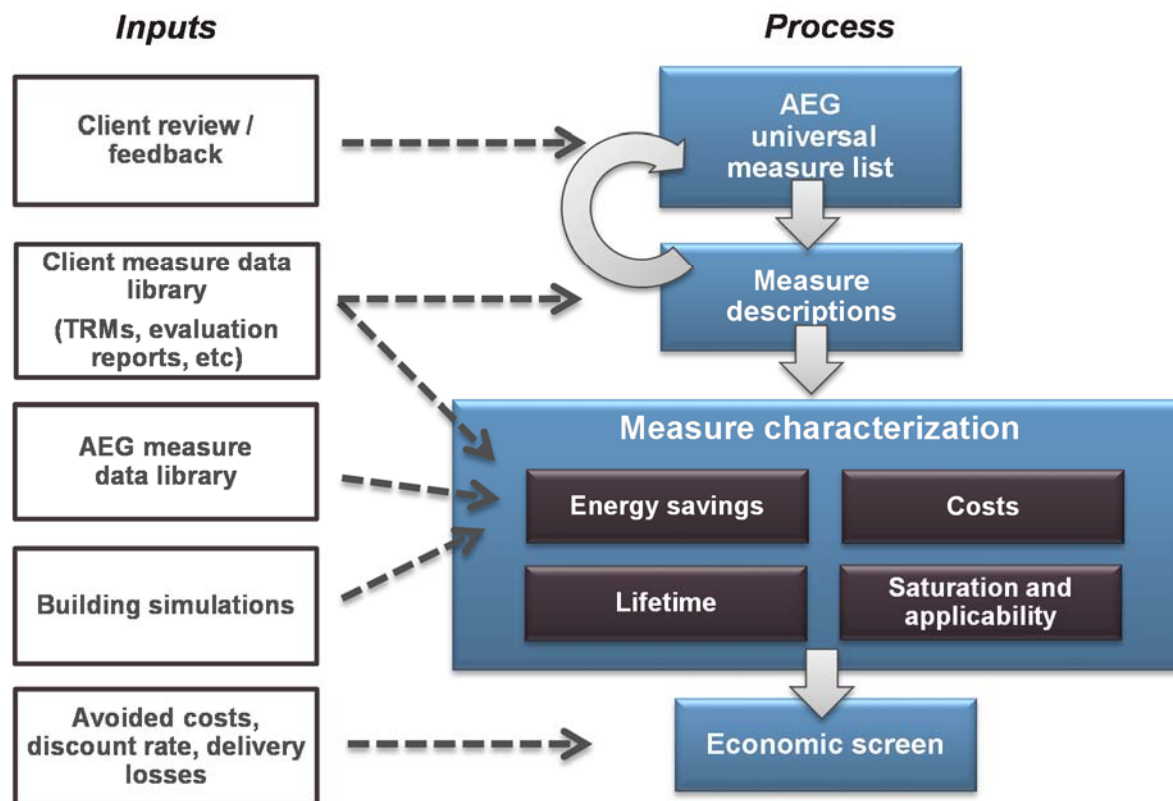 Inputs
Process
Client review /
feedback
AEG
universal
measure list
Client measure data
library
(TRMs, evaluation
reports, etc)
Measure
descriptions
AEG measure
data library
Measure characterization
Energy savings
Costs
Building simulations
Lifetime
Saturation and
applicability
Avoided costs,
discount rate, delivery
losses
Economic screen